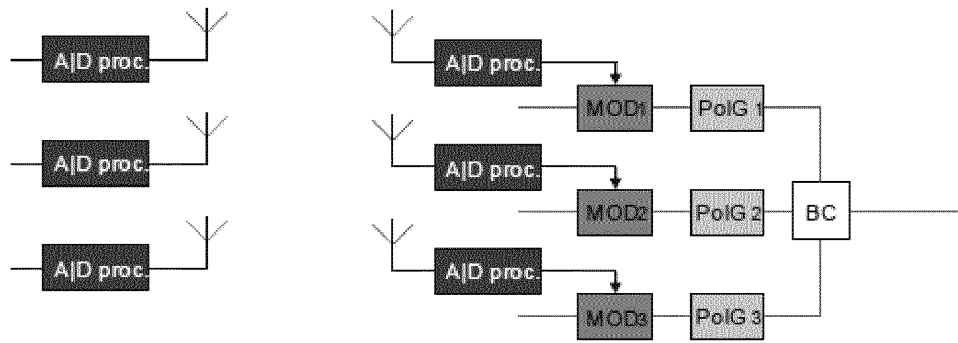 A|D proc.
A|D proc.
A|D proc.
A|D proc.
MOD1
PolG 1
A|D proc.
MOD2
PolG 2
BC
A|D proc.
MOD3
PolG 3